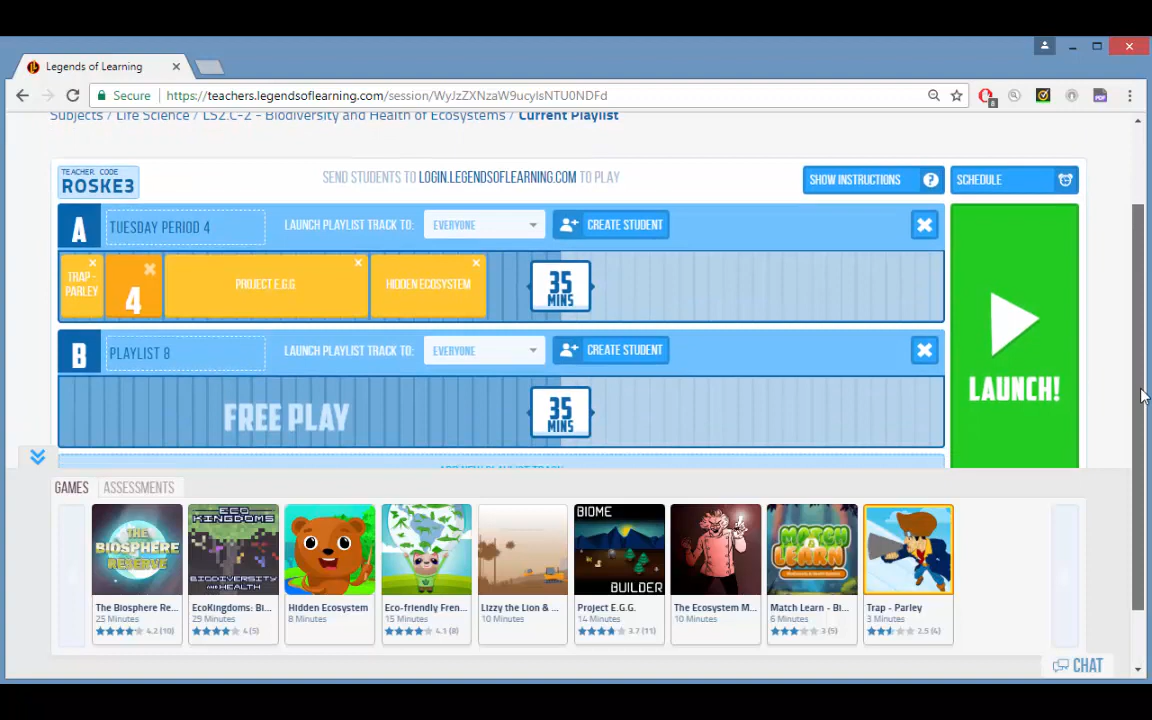 Legends of Learning
Secure https://teachers.legendsoflearning.com/session/WyJzZXNzaW9ucyIsNTU0NDFd
8
PDF
Subjects / Life Science / LS2.C-2 - Biodiversity and Health of Ecosystems / Current Playlist
TEACHER CODE
ROSKE3
SEND STUDENTS TO LOGIN.LEGENDSOFLEARNING.COM TO PLAY
SHOW INSTRUCTIONS ?
SCHEDULE
A
TUESDAY PERIOD 4
LAUNCH PLAYLIST TRACK TO:
EVERYONE
CREATE STUDENT
TRAP - PARLEY
4
PROJECT E.G.G
HIDDEN ECOSYSTEM
35 MINS
B
PLAYLIST 8
LAUNCH PLAYLIST TRACK TO:
EVERYONE
CREATE STUDENT
FREE PLAY
35 MINS
LAUNCH!
GAMES
ASSESSMENTS
THE BIOSPHERE RESERVE
ECO KINGDOMS
BIODIVERSITY AND HEALTH
BIOME BUILDER
MATCH LEARN
The Biosphere Re...
25 Minutes
4.2 (10)
EcoKingdoms: Bi...
29 Minutes
4 (5)
Hidden Ecosystem
8 Minutes
Eco-friendly Fren...
15 Minutes
4.1 (8)
Lizzy the Lion & ...
10 Minutes
Project E.G.G.
14 Minutes
3.7 (11)
The Ecosystem M...
10 Minutes
Match Learn - Bi...
6 Minutes
3 (5)
Trap - Parley
3 Minutes
2.5 (4)
CHAT